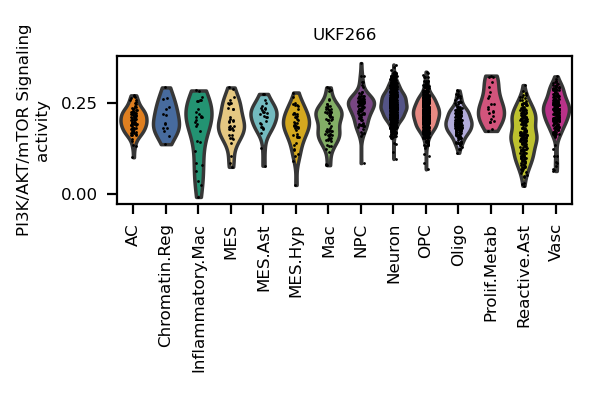 UKF266
PI3K/AKT/mTOR Signaling
activity
0.25
0.00
AC
Chromatin.Reg
Inflammatory.Mac
MES
MES.Ast
MES.Hyp
Mac
NPC
Neuron
OPC
Oligo
Prolif.Metab
Reactive.Ast
Vasc